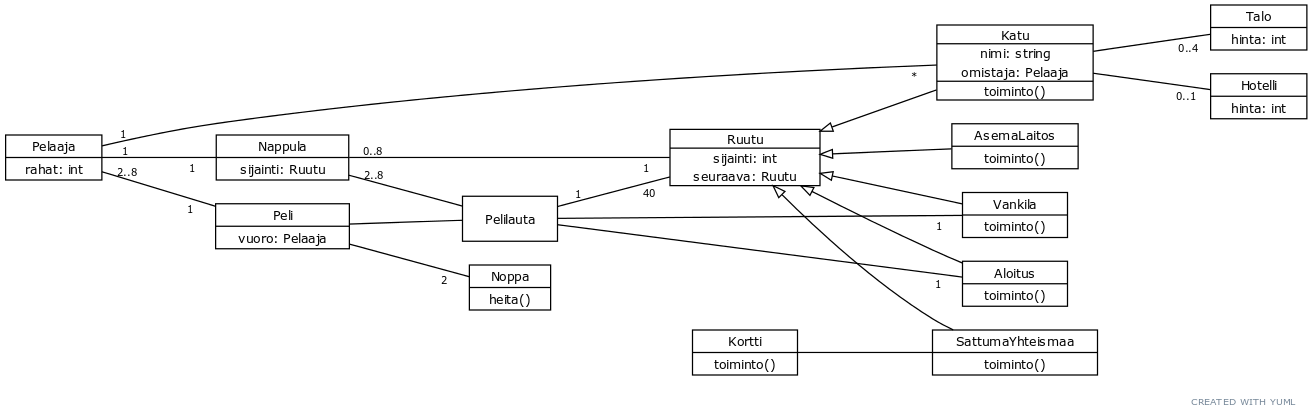 Talo
hinta: int
0..4
Katu
nimi: string
omistaja: Pelaaja
toiminto()
*
Hotelli
hinta: int
0..1
Pelaaja
rahat: int
1
1
2..8
Nappula
sijainti: Ruutu
1
0..8
2..8
Ruutu
sijainti: int
seuraava: Ruutu
1
40
AsemaLaitos
toiminto()
Peli
vuoro: Pelaaja
1
Pelilauta
1
Vankila
toiminto()
1
Noppa
heita()
2
Aloitus
toiminto()
1
Kortti
toiminto()
SattumaYhteismaa
toiminto()
CREATED WITH YUML